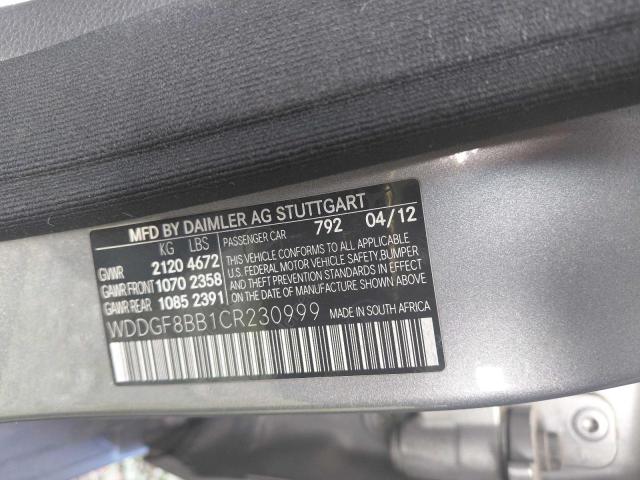 MFD BY DAIMLER AG STUTTGART
KG LBS PASSENGER CAR 792 04/12
GVWR 2120 4672
GAWR FRONT 1070 2358
GAWR REAR 1085 2391
THIS VEHICLE CONFORMS TO ALL APPLICABLE
U.S. FEDERAL MOTOR VEHICLE SAFETY, BUMPER
AND THEFT PREVENTION STANDARDS IN EFFECT
ON THE DATE OF MANUFACTURE SHOWN ABOVE.
WDDGF8BB1CR230999 MADE IN SOUTH AFRICA